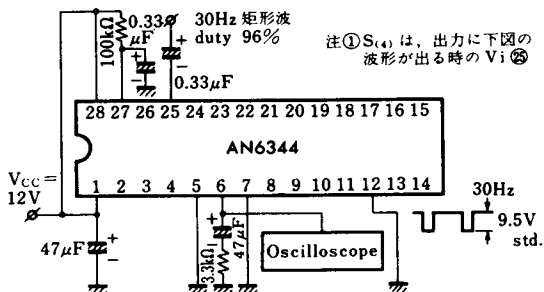 0.33
μF
100kΩ
30Hz 矩形波
duty 96%
注①S(4) は, 出力に下図の
波形が出る時の Vi ㉕
0.33μF
28 27 26 25 24 23 22 21 20 19 18 17 16 15
AN6344
1 2 3 4 5 6 7 8 9 10 11 12 13 14
VCC=
12V
47μF
3.3kΩ
47μF
Oscilloscope
30Hz
9.5V
std.